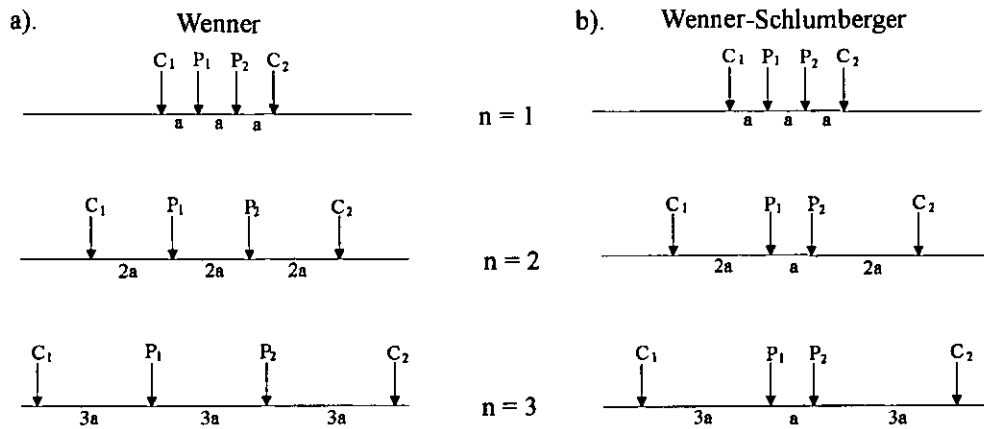 a). Wenner
C₁ P₁ P₂ C₂
a a a
C₁ P₁ P₂ C₂
2a 2a 2a
C₁ P₁ P₂ C₂
3a 3a 3a
n = 1
n = 2
n = 3
b). Wenner-Schlumberger
C₁ P₁ P₂ C₂
a a a
C₁ P₁ P₂ C₂
2a a 2a
C₁ P₁ P₂ C₂
3a a 3a